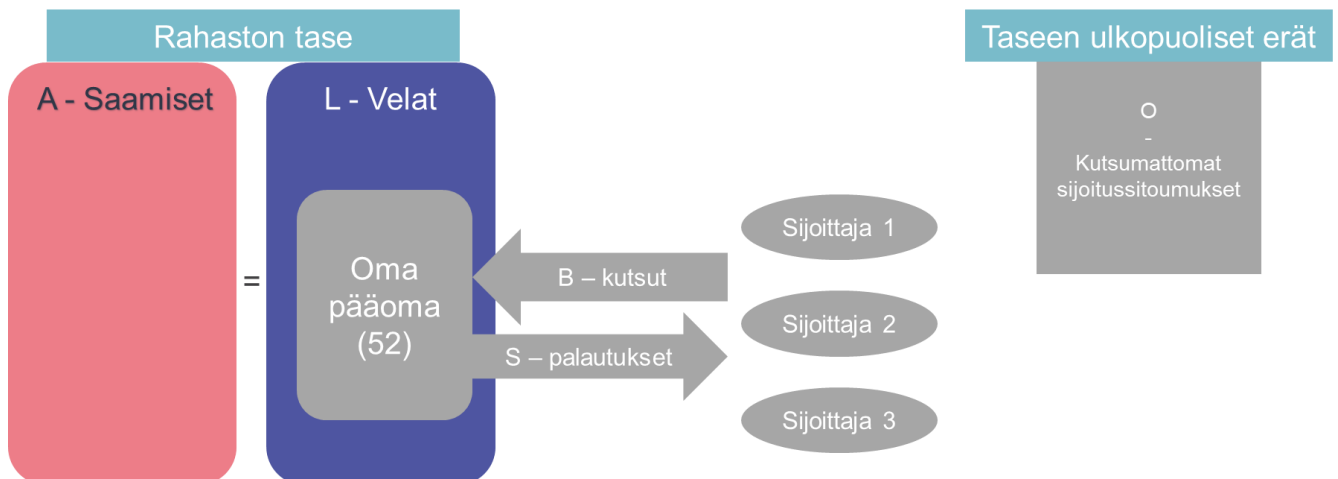 Rahaston tase
Taseen ulkopuoliset erät
A - Saamiset
L - Velat
O
-
Kutsumattomat
sijoitussitoumukset
=
Oma
pääoma
(52)
B – kutsut
S – palautukset
Sijoittaja 1
Sijoittaja 2
Sijoittaja 3